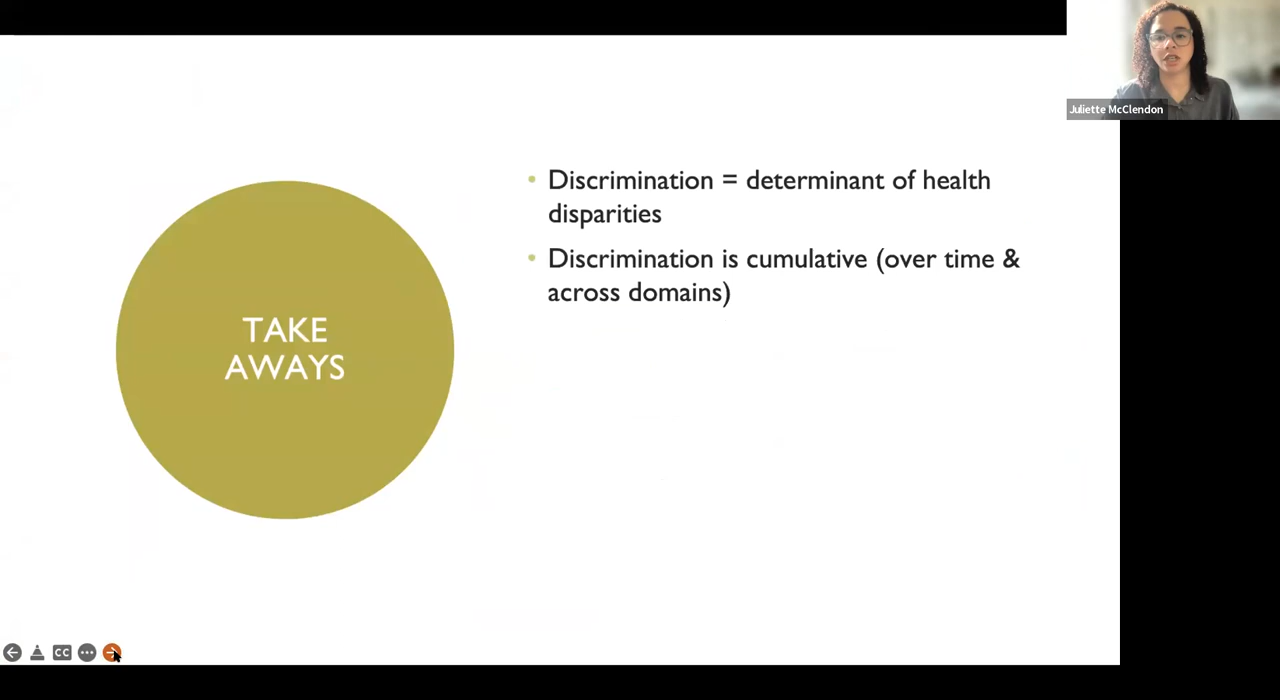 Juliette McClendon
TAKE
AWAYS
• Discrimination = determinant of health
disparities
• Discrimination is cumulative (over time &
across domains)
CC